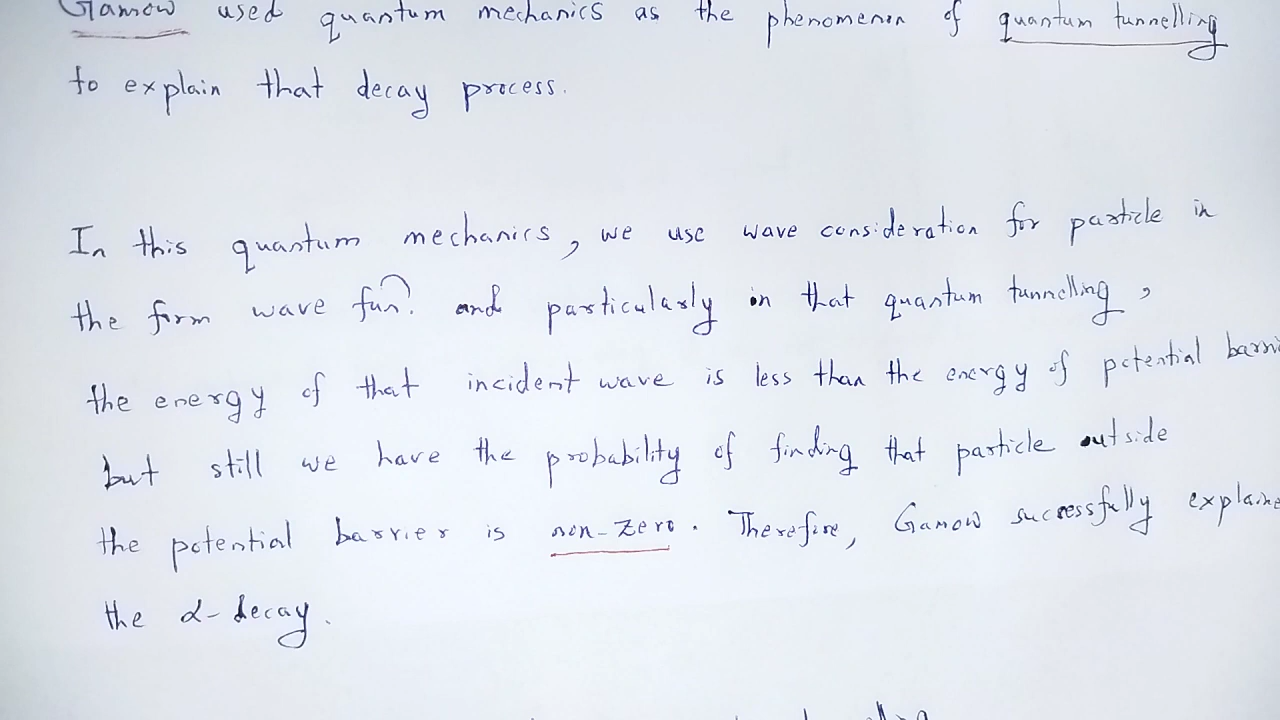 Gamow used quantum mechanics as the phenomenon of quantum tunnelling
to explain that decay process.
In this quantum mechanics, we use wave consideration for particle in
the form wave fun. and particularly in that quantum tunnelling,
the energy of that incident wave is less than the energy of potential barri
but still we have the probability of finding that particle outside
the potential barrier is non-zero. Therefore, Gamow successfully explaine
the α-decay.